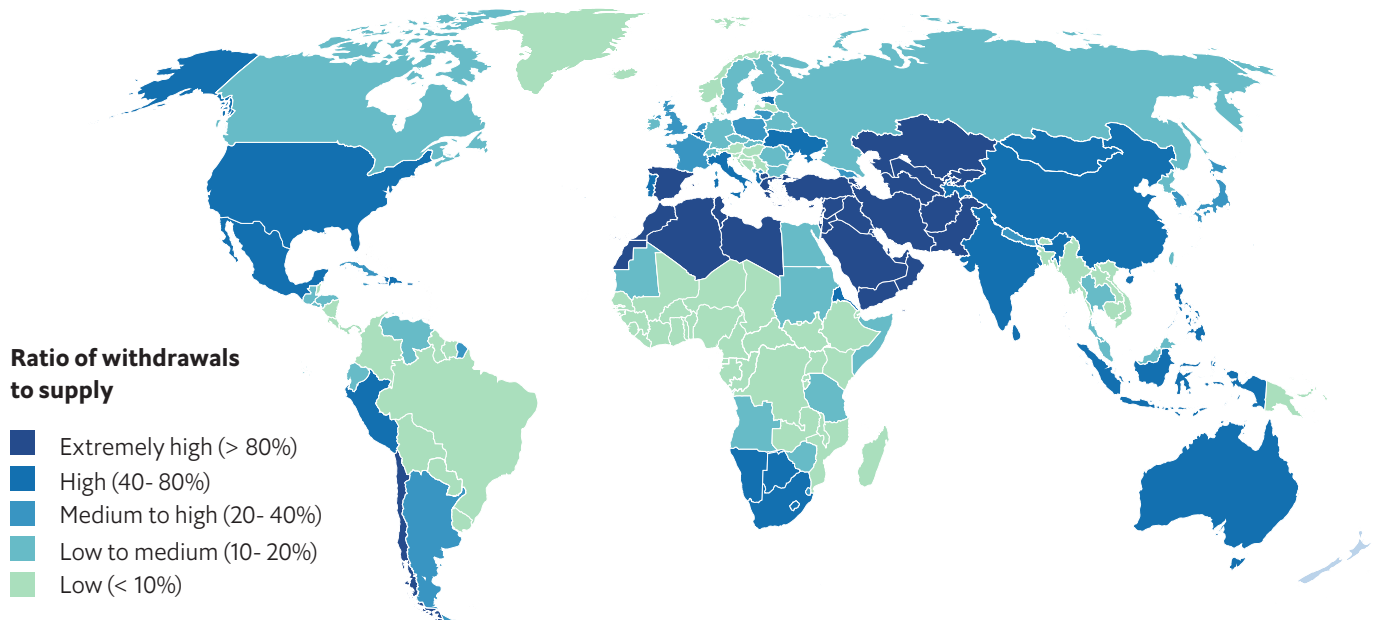 Ratio of withdrawals
to supply
Extremely high (> 80%)
High (40- 80%)
Medium to high (20- 40%)
Low to medium (10- 20%)
Low (< 10%)